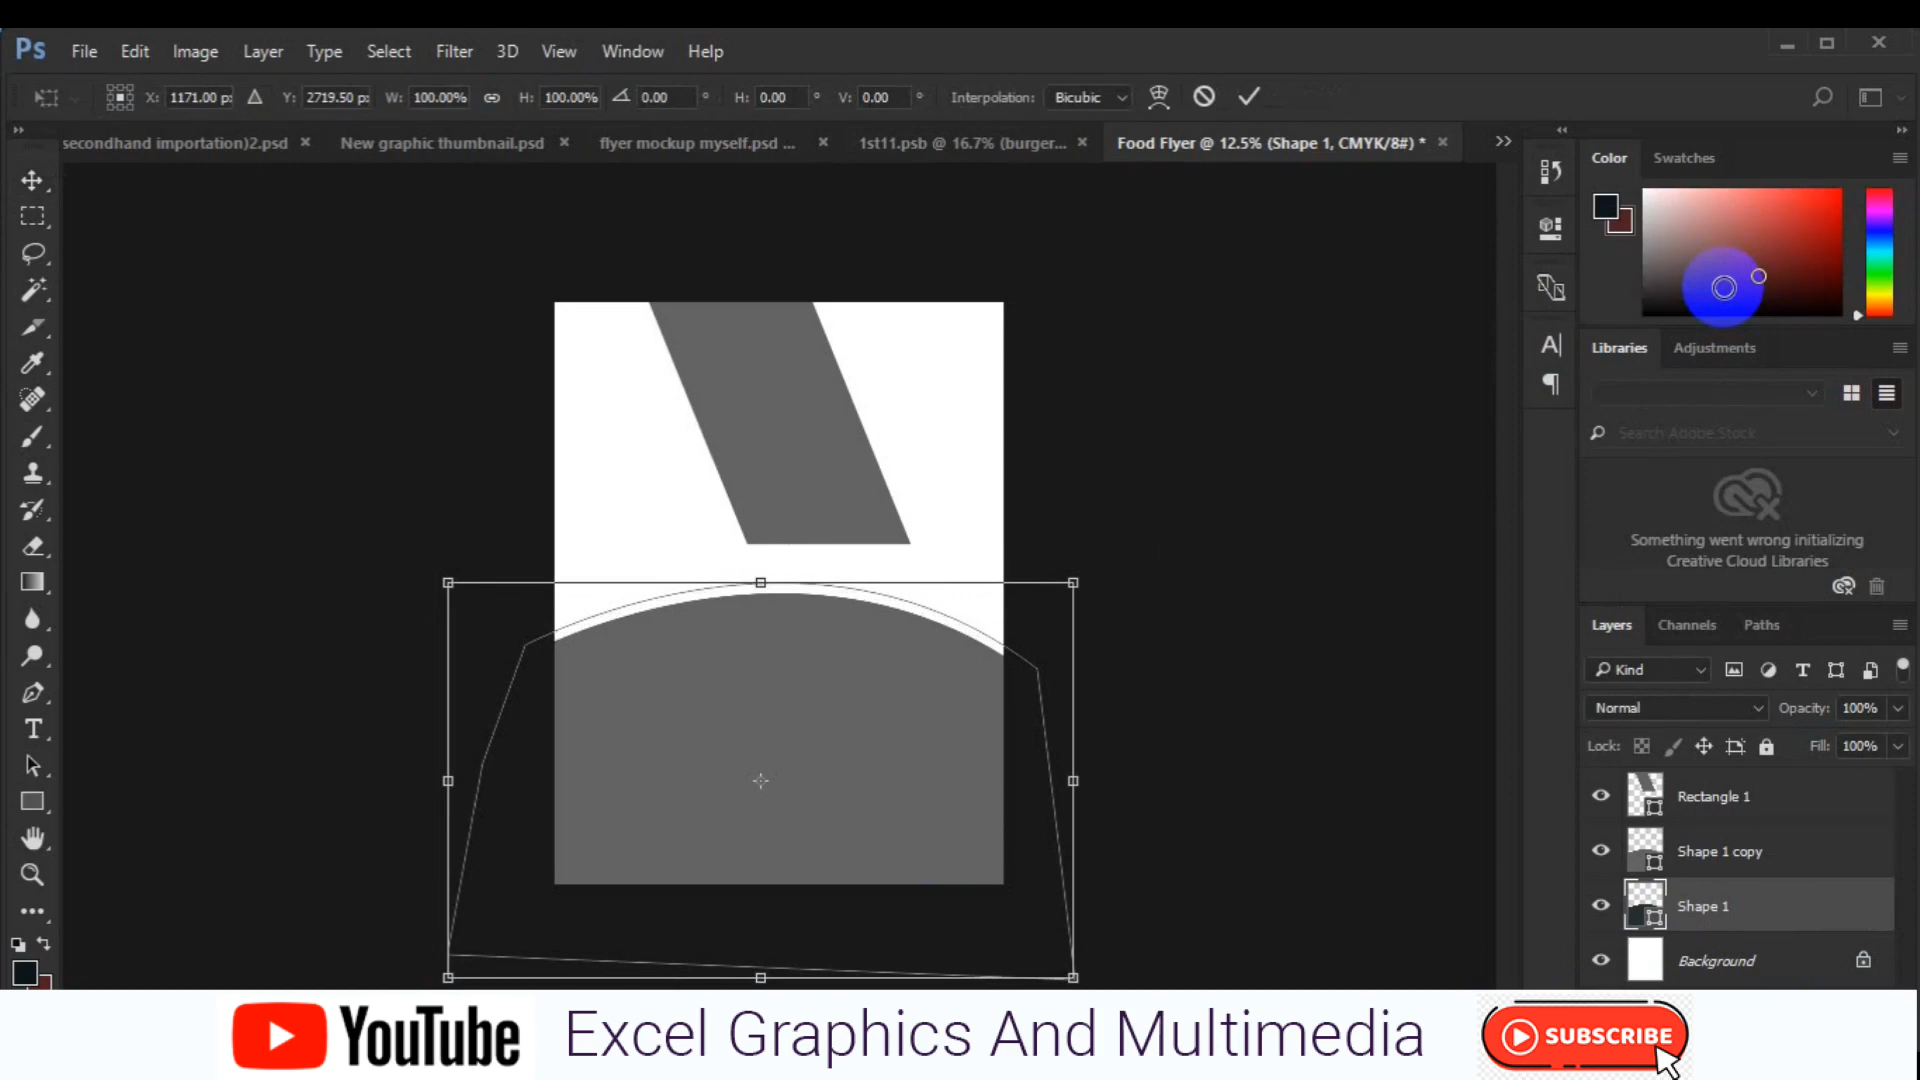 Ps File Edit Image Layer Type Select Filter 3D View Window Help
X: 1171.00 p: Y: 2719.50 p: W: 100.00% H: 100.00% 0.00 ° H: 0.00 ° V: 0.00 ° Interpolation: Bicubic
secondhand importation)2.psd × New graphic thumbnail.psd × flyer mockup myself.psd ... × 1st11.psb @ 16.7% (burger... × Food Flyer @ 12.5% (Shape 1, CMYK/8#) * ×
Color Swatches
Libraries Adjustments
Search Adobe Stock
Something went wrong initializing
Creative Cloud Libraries
Layers Channels Paths
Kind
Normal Opacity: 100%
Lock: Fill: 100%
Rectangle 1
Shape 1 copy
Shape 1
Background
YouTube Excel Graphics And Multimedia SUBSCRIBE